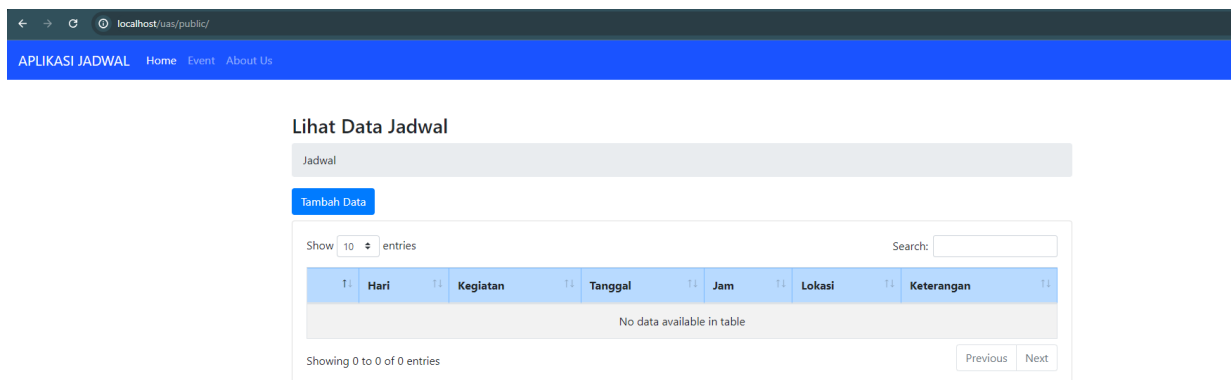 localhost/uas/public/
APLIKASI JADWAL Home Event About Us
Lihat Data Jadwal
Jadwal
Tambah Data
Show 10 entries Search:
Hari Kegiatan Tanggal Jam Lokasi Keterangan
No data available in table
Showing 0 to 0 of 0 entries Previous Next